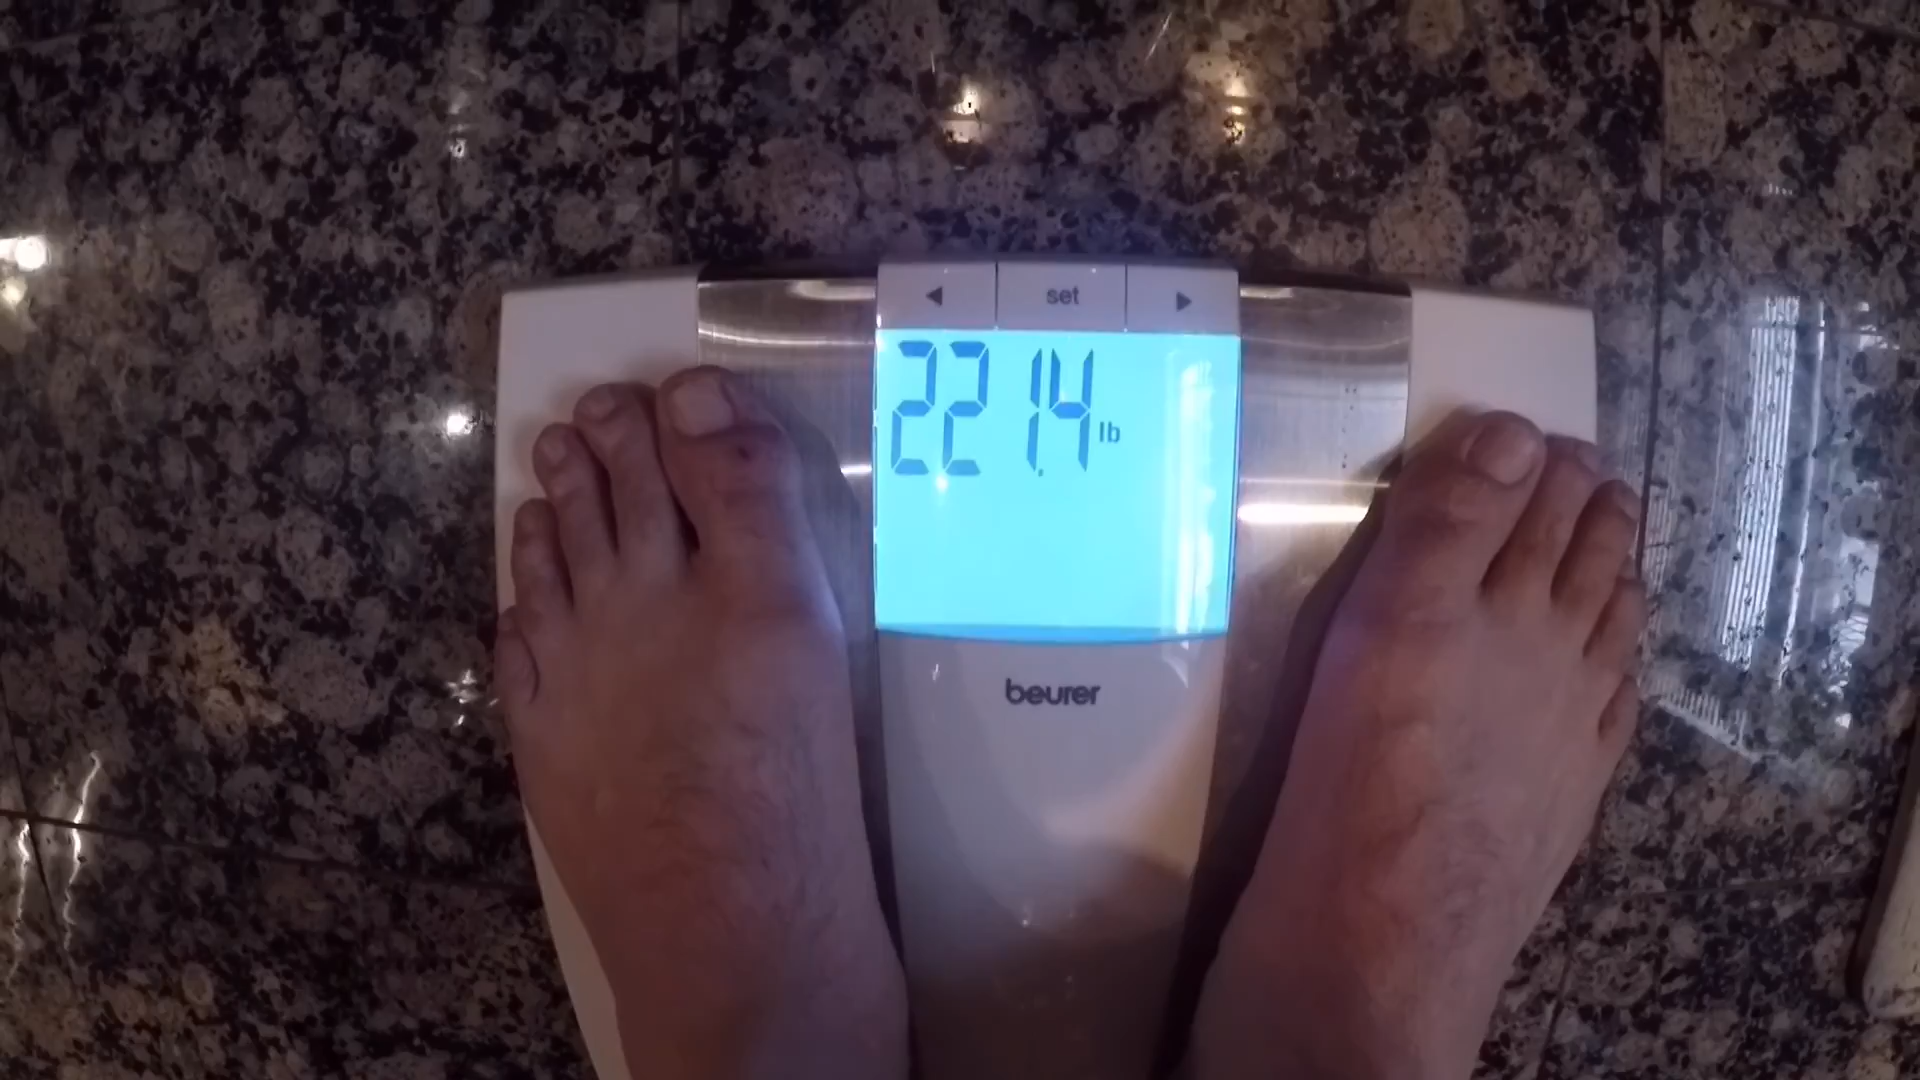 ◀ set ▶
221.4 lb
beurer